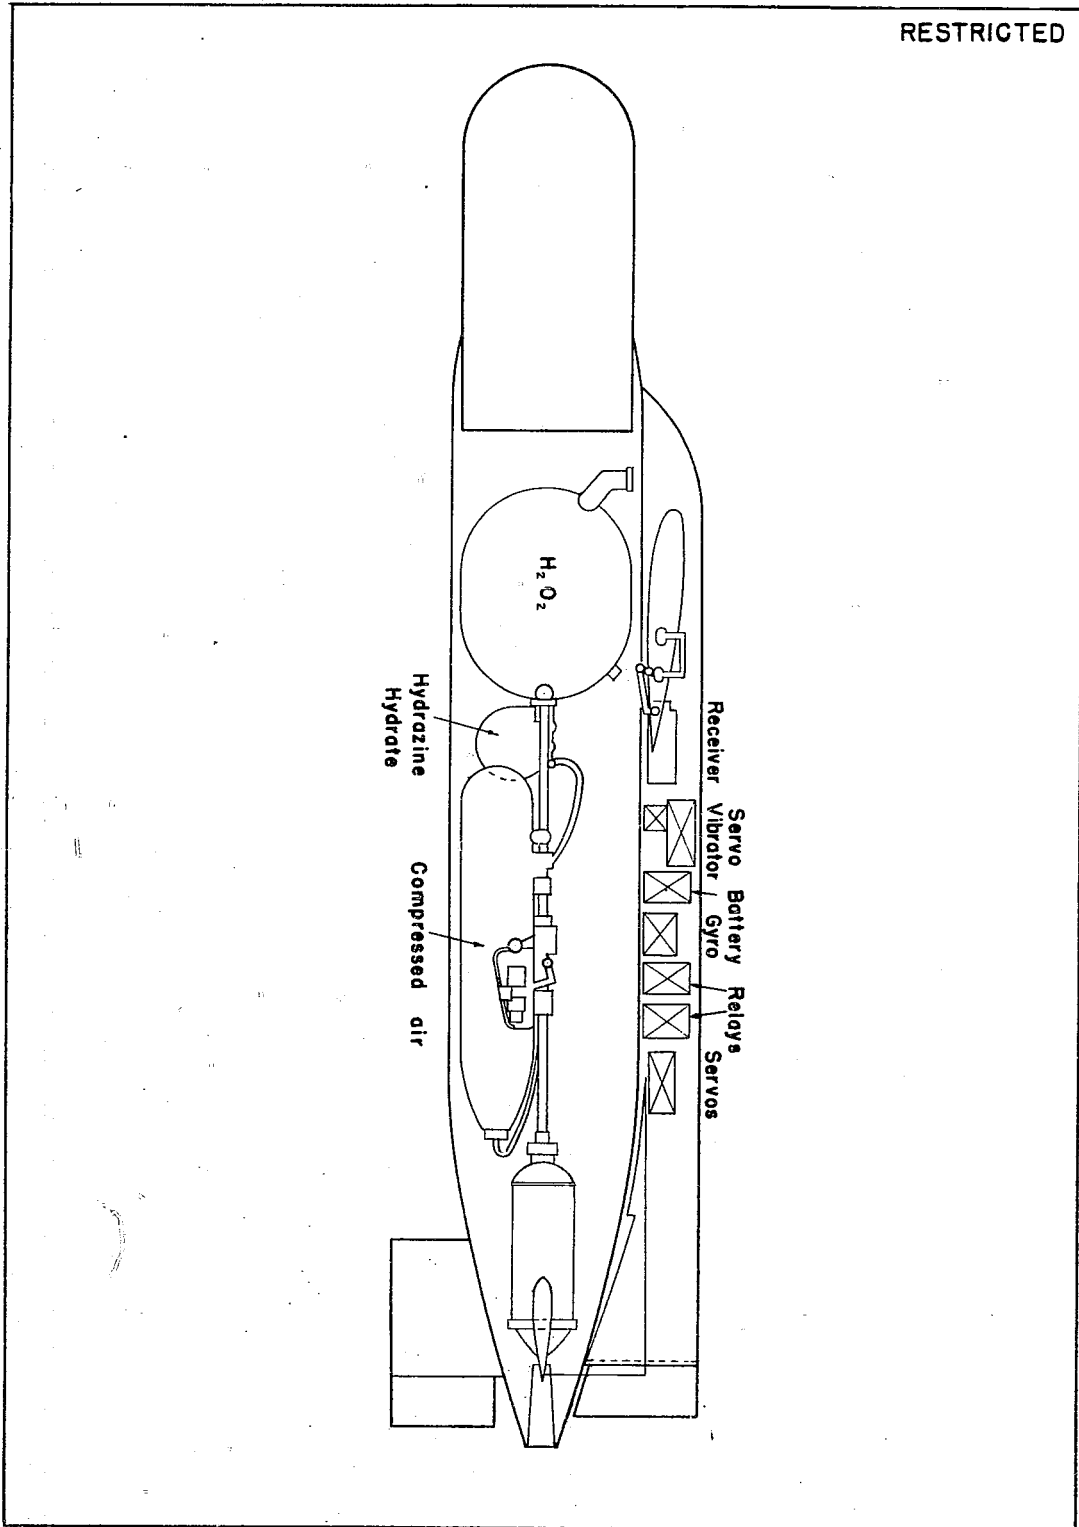 RESTRICTED
H₂O₂
Hydrazine
Hydrate
Compressed air
Receiver
Servo
Vibrator
Battery
Gyro
Relays
Servos